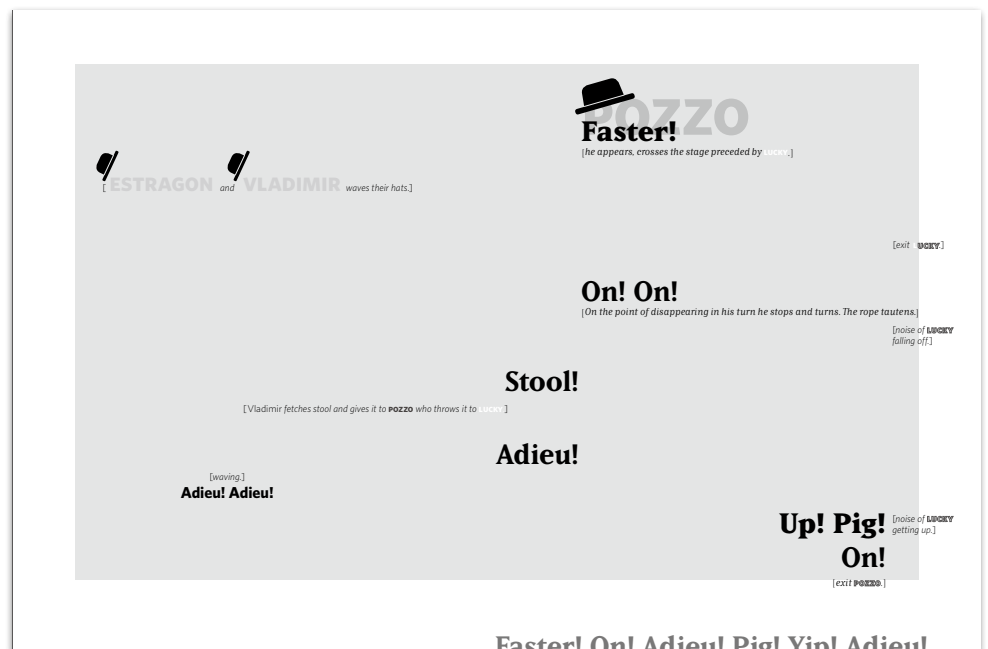 POZZO
Faster!
[he appears, crosses the stage preceded by LUCKY.]
[ ESTRAGON and VLADIMIR waves their hats.]
[exit LUCKY.]
On! On!
[On the point of disappearing in his turn he stops and turns. The rope tautens.]
[noise of LUCKY
falling off.]
Stool!
[Vladimir fetches stool and gives it to POZZO who throws it to LUCKY.]
Adieu!
[waving.]
Adieu! Adieu!
Up! Pig!
[noise of LUCKY
getting up.]
On!
[exit POZZO.]
Faster! On! Adieu! Pig! Yip! Adieu!